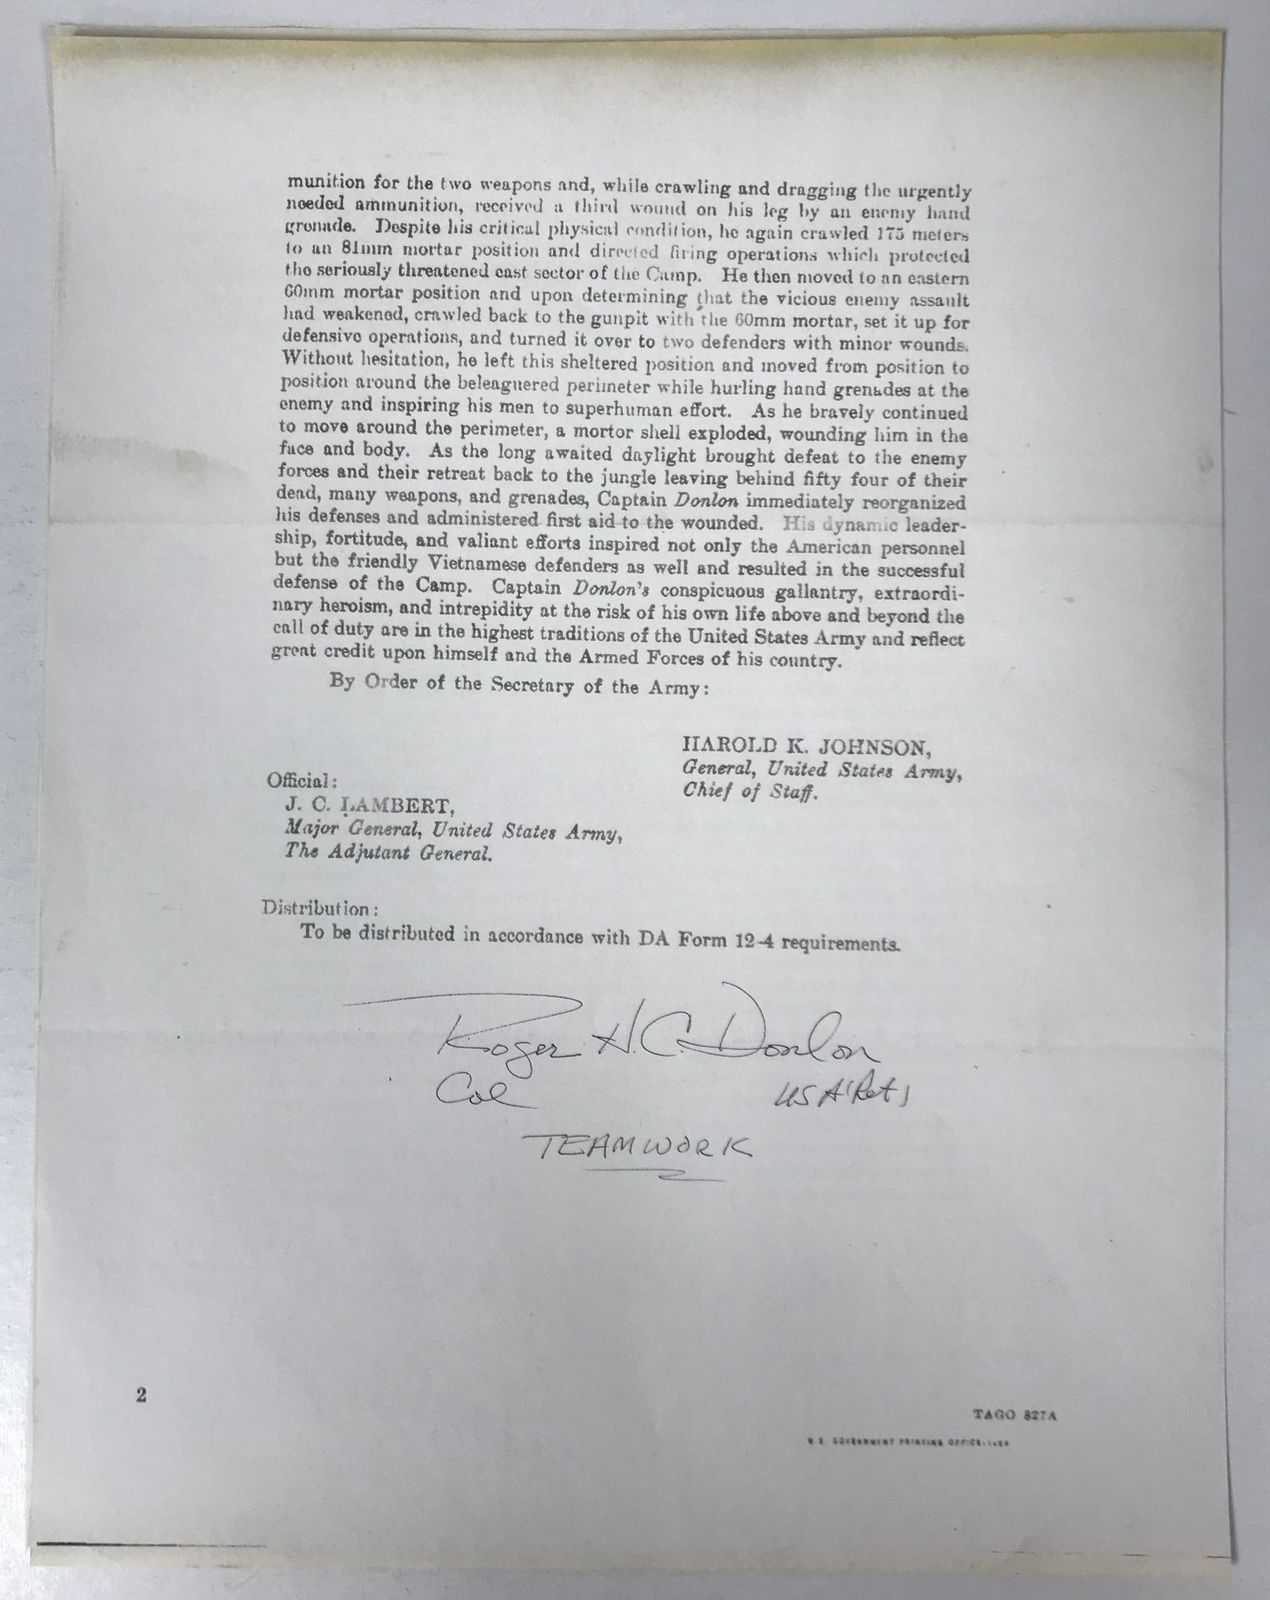 munition for the two weapons and, while crawling and dragging the urgently
needed ammunition, received a third wound on his leg by an enemy hand
grenade. Despite his critical physical condition, he again crawled 175 meters
to an 81mm mortar position and directed firing operations which protected
the seriously threatened east sector of the Camp. He then moved to an eastern
60mm mortar position and upon determining that the vicious enemy assault
had weakened, crawled back to the gunpit with the 60mm mortar, set it up for
defensive operations, and turned it over to two defenders with minor wounds.
Without hesitation, he left this sheltered position and moved from position to
position around the beleaguered perimeter while hurling hand grenades at the
enemy and inspiring his men to superhuman effort. As he bravely continued
to move around the perimeter, a mortor shell exploded, wounding him in the
face and body. As the long awaited daylight brought defeat to the enemy
forces and their retreat back to the jungle leaving behind fifty four of their
dead, many weapons, and grenades, Captain Donlon immediately reorganized
his defenses and administered first aid to the wounded. His dynamic leader-
ship, fortitude, and valiant efforts inspired not only the American personnel
but the friendly Vietnamese defenders as well and resulted in the successful
defense of the Camp. Captain Donlon's conspicuous gallantry, extraordi-
nary heroism, and intrepidity at the risk of his own life above and beyond the
call of duty are in the highest traditions of the United States Army and reflect
great credit upon himself and the Armed Forces of his country.
By Order of the Secretary of the Army:
HAROLD K. JOHNSON,
General, United States Army,
Chief of Staff.
Official:
J. C. LAMBERT,
Major General, United States Army,
The Adjutant General.
Distribution:
To be distributed in accordance with DA Form 12-4 requirements.
Roger H.C. Donlon
Col USA (Ret)
TEAMWORK
2
TAGO 827A
U.S. GOVERNMENT PRINTING OFFICE: